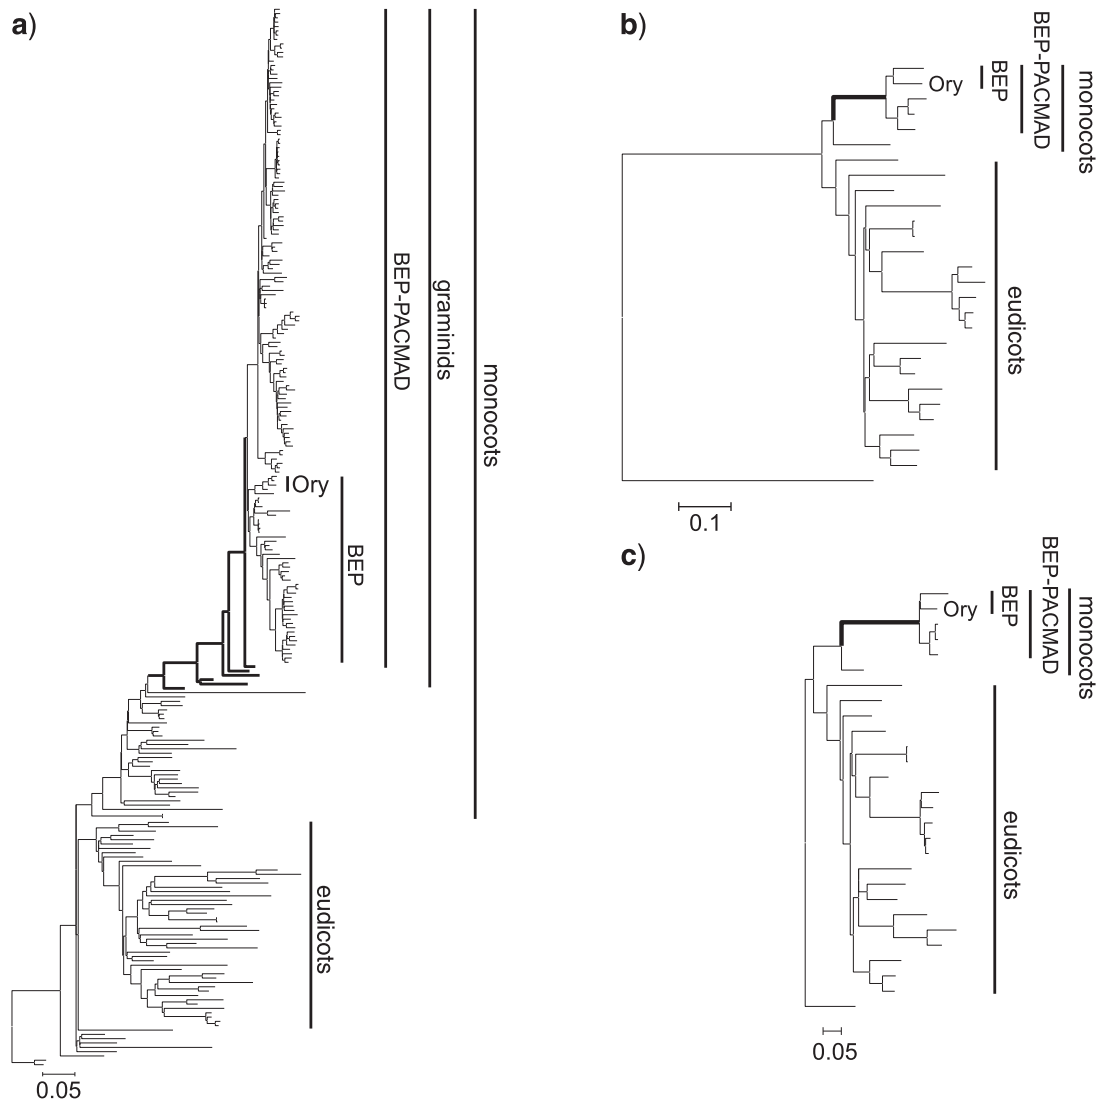 a)
Ory
BEP
BEP-PACMAD
graminids
monocots
eudicots
0.05
b)
Ory
BEP
BEP-PACMAD
monocots
eudicots
0.1
c)
Ory
BEP
BEP-PACMAD
monocots
eudicots
0.05